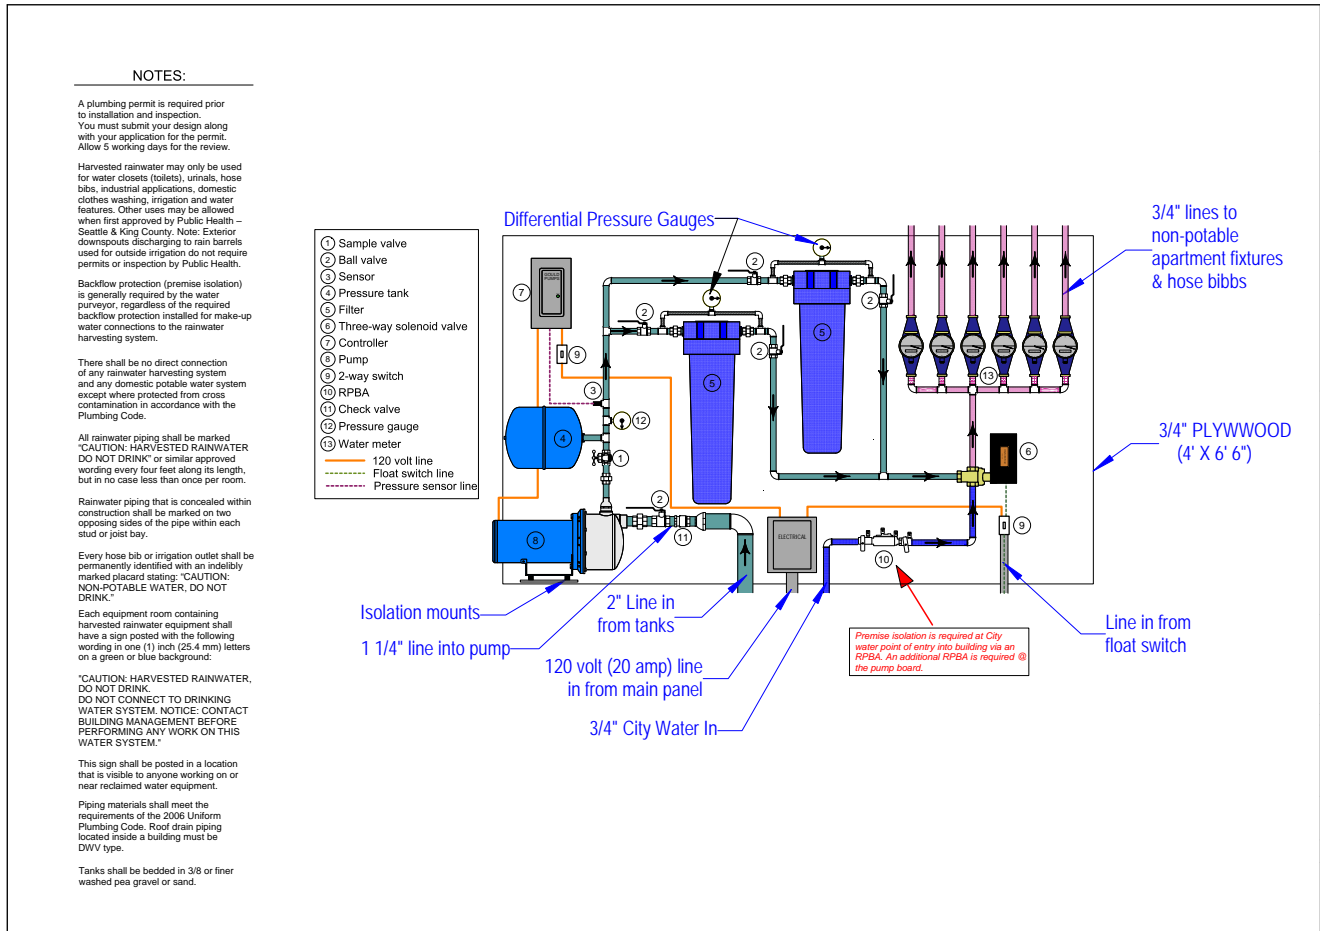 NOTES:
A plumbing permit is required prior
to installation and inspection.
You must submit your design along
with your application for the permit.
Allow 5 working days for the review.
Harvested rainwater may only be used
for water closets (toilets), urinals, hose
bibs, industrial applications, domestic
clothes washing, irrigation and water
features. Other uses may be allowed
when first approved by Public Health –
Seattle & King County. Note: Exterior
downspouts discharging to rain barrels
used for outside irrigation do not require
permits or inspection by Public Health.
Backflow protection (premise isolation)
is generally required by the water
purveyor, regardless of the required
backflow protection installed for make-up
water connections to the rainwater
harvesting system.
There shall be no direct connection
of any rainwater harvesting system
and any domestic potable water system
except where protected from cross
contamination in accordance with the
Plumbing Code.
All rainwater piping shall be marked
"CAUTION: HARVESTED RAINWATER
DO NOT DRINK" or similar approved
wording every four feet along its length,
but in no case less than once per room.
Rainwater piping that is concealed within
construction shall be marked on two
opposing sides of the pipe within each
stud or joist bay.
Every hose bib or irrigation outlet shall be
permanently identified with an indelibly
marked placard stating: "CAUTION:
NON-POTABLE WATER, DO NOT
DRINK."
Each equipment room containing
harvested rainwater equipment shall
have a sign posted with the following
wording in one (1) inch (25.4 mm) letters
on a green or blue background:
"CAUTION: HARVESTED RAINWATER,
DO NOT DRINK.
DO NOT CONNECT TO DRINKING
WATER SYSTEM. NOTICE: CONTACT
BUILDING MANAGEMENT BEFORE
PERFORMING ANY WORK ON THIS
WATER SYSTEM."
This sign shall be posted in a location
that is visible to anyone working on or
near reclaimed water equipment.
Piping materials shall meet the
requirements of the 2006 Uniform
Plumbing Code. Roof drain piping
located inside a building must be
DWV type.
Tanks shall be bedded in 3/8 or finer
washed pea gravel or sand.
1 Sample valve
2 Ball valve
3 Sensor
4 Pressure tank
5 Filter
6 Three-way solenoid valve
7 Controller
8 Pump
9 2-way switch
10 RPBA
11 Check valve
12 Pressure gauge
13 Water meter
120 volt line
Float switch line
Pressure sensor line
Differential Pressure Gauges
3/4" lines to
non-potable
apartment fixtures
& hose bibbs
3/4" PLYWWOOD
(4' X 6' 6")
GOULD
PUMPS
7
9
2
2
2
2
5
5
3
12
4
1
2
11
8
13
6
9
10
ELECTRICAL
Isolation mounts
1 1/4" line into pump
2" Line in
from tanks
120 volt (20 amp) line
in from main panel
3/4" City Water In
Premise isolation is required at City
water point of entry into building via an
RPBA. An additional RPBA is required @
the pump board.
Line in from
float switch